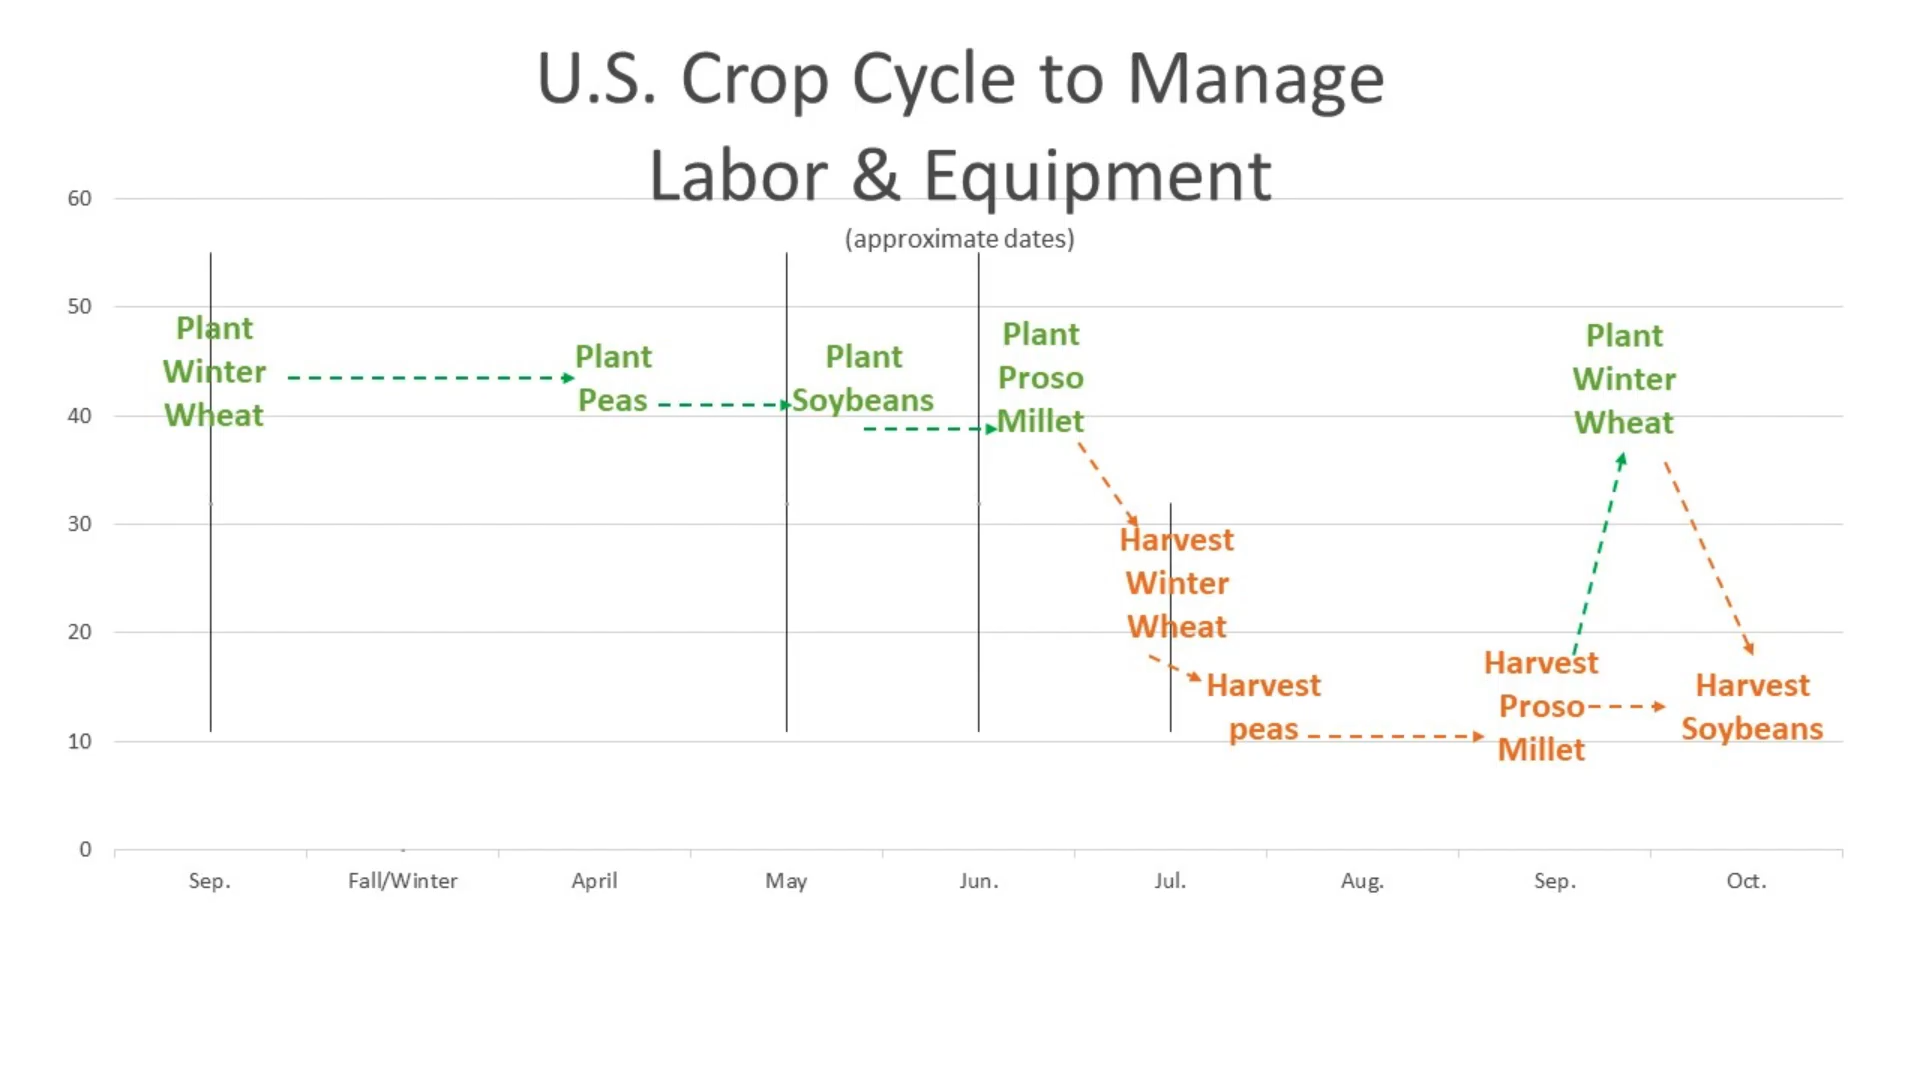 U.S. Crop Cycle to Manage
Labor & Equipment
(approximate dates)
60
50
40
30
20
10
0
Plant
Winter
Wheat
Plant
Peas
Plant
Soybeans
Plant
Proso
Millet
Harvest
Winter
Wheat
Harvest
peas
Harvest
Proso
Millet
Plant
Winter
Wheat
Harvest
Soybeans
Sep.
Fall/Winter
April
May
Jun.
Jul.
Aug.
Sep.
Oct.